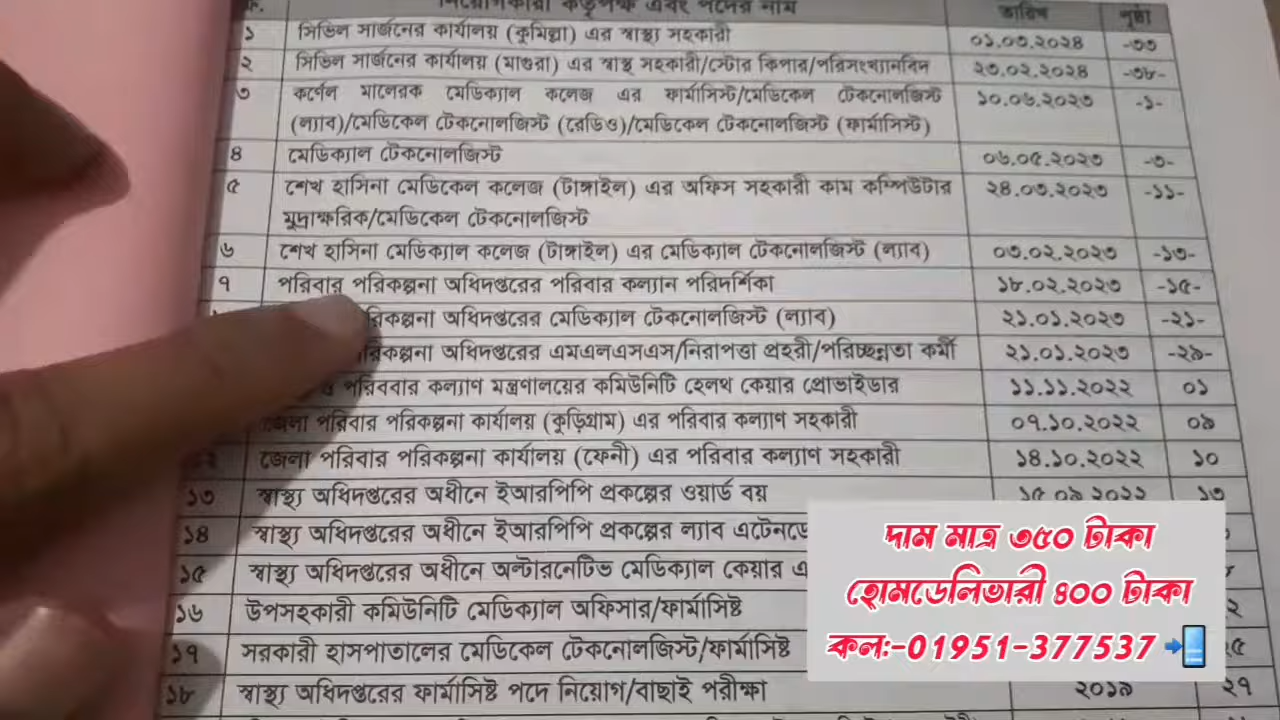 ক্র. নিয়োগকারী কর্তৃপক্ষ এবং পদের নাম তারিখ পৃষ্ঠা
১ সিভিল সার্জনের কার্যালয় (কুমিল্লা) এর স্বাস্থ্য সহকারী ০১.০৩.২০২৪ -৩৩
২ সিভিল সার্জনের কার্যালয় (মাগুরা) এর স্বাস্থ্ সহকারী/স্টোর কিপার/পরিসংখ্যানবিদ ২৩.০২.২০২৪ -৩৮-
৩ কর্ণেল মালেরক মেডিক্যাল কলেজ এর ফার্মাসিস্ট/মেডিকেল টেকনোলজিস্ট ১০.০৬.২০২৩ -১-
(ল্যাব)/মেডিকেল টেকনোলজিস্ট (রেডিও)/মেডিকেল টেকনোলজিস্ট (ফার্মাসিস্ট)
৪ মেডিক্যাল টেকনোলজিস্ট ০৬.০৫.২০২৩ -৩-
৫ শেখ হাসিনা মেডিকেল কলেজ (টাঙ্গাইল) এর অফিস সহকারী কাম কম্পিউটার ২৪.০৩.২০২৩ -১১-
মুদ্রাক্ষরিক/মেডিকেল টেকনোলজিস্ট
৬ শেখ হাসিনা মেডিক্যাল কলেজ (টাঙ্গাইল) এর মেডিক্যাল টেকনোলজিস্ট (ল্যাব) ০৩.০২.২০২৩ -১৩-
৭ পরিবার পরিকল্পনা অধিদপ্তরের পরিবার কল্যান পরিদর্শিকা ১৮.০২.২০২৩ -১৫-
অধিদপ্তরের মেডিক্যাল টেকনোলজিস্ট (ল্যাব) ২১.০১.২০২৩ -২১-
অধিদপ্তরের এমএলএসএস/নিরাপত্তা প্রহরী/পরিচ্ছন্নতা কর্মী ২১.০১.২০২৩ -২৯-
পরিববার কল্যাণ মন্ত্রণালয়ের কমিউনিটি হেলথ কেয়ার প্রোভাইডার ১১.১১.২০২২ ০১
জেলা পরিবার পরিকল্পনা কার্যালয় (কুড়িগ্রাম) এর পরিবার কল্যাণ সহকারী ০৭.১০.২০২২ ০৯
জেলা পরিবার পরিকল্পনা কার্যালয় (ফেনী) এর পরিবার কল্যাণ সহকারী ১৪.১০.২০২২ ১০
১৩ স্বাস্থ্য অধিদপ্তরের অধীনে ইআরপিপি প্রকল্পের ওয়ার্ড বয় ১৫.০৯.২০২২ ১৩
১৪ স্বাস্থ্য অধিদপ্তরের অধীনে ইআরপিপি প্রকল্পের ল্যাব
১৫ স্বাস্থ্য অধিদপ্তরের অধীনে অল্টারনেটিভ মেডিক্যাল কেয়ার
১৬ উপসহকারী কমিউনিটি মেডিক্যাল অফিসার/ফার্মাসিষ্ট
১৭ সরকারী হাসপাতালের মেডিকেল টেকনোলজিস্ট/ফার্মাসিষ্ট
১৮ স্বাস্থ্য অধিদপ্তরের ফার্মাসিষ্ট পদে নিয়োগ/বাছাই পরীক্ষা ২০১৯ ২৭
দাম মাত্র ৩৫০ টাকা
হোমডেলিভারী ৪০০ টাকা
কল:-01951-377537